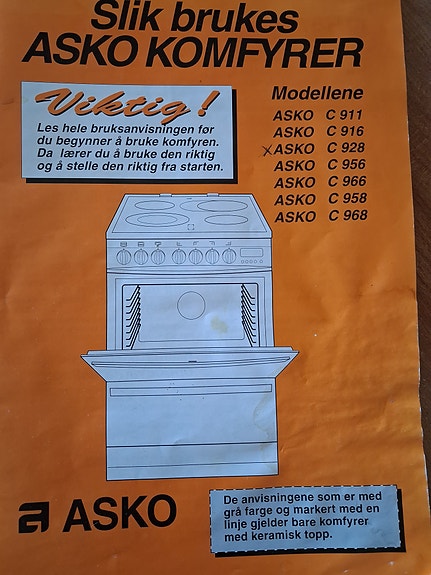 Slik brukes
ASKO KOMFYRER
Viktig!
Les hele bruksanvisningen før
du begynner å bruke komfyren.
Da lærer du å bruke den riktig
og å stelle den riktig fra starten.
Modellene
ASKO C 911
ASKO C 916
xASKO C 928
ASKO C 956
ASKO C 966
ASKO C 958
ASKO C 968
ASKO
De anvisningene som er med
grå farge og markert med en
linje gjelder bare komfyrer
med keramisk topp.